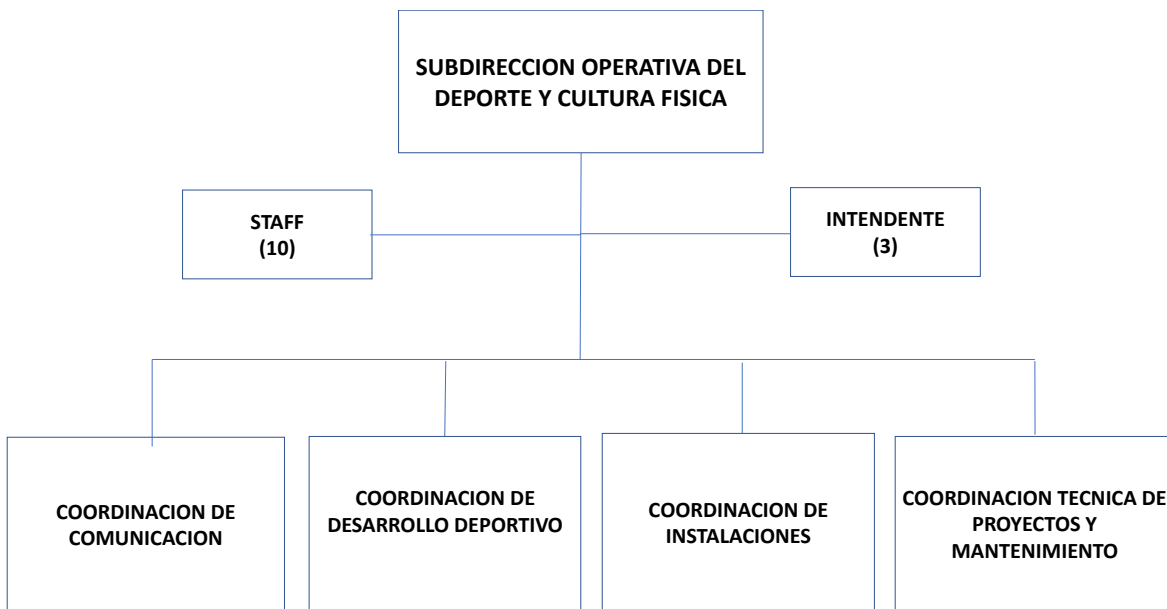 SUBDIRECCION OPERATIVA DEL
DEPORTE Y CULTURA FISICA
STAFF
(10)
INTENDENTE
(3)
COORDINACION DE
COMUNICACION
COORDINACION DE
DESARROLLO DEPORTIVO
COORDINACION DE
INSTALACIONES
COORDINACION TECNICA DE
PROYECTOS Y
MANTENIMIENTO